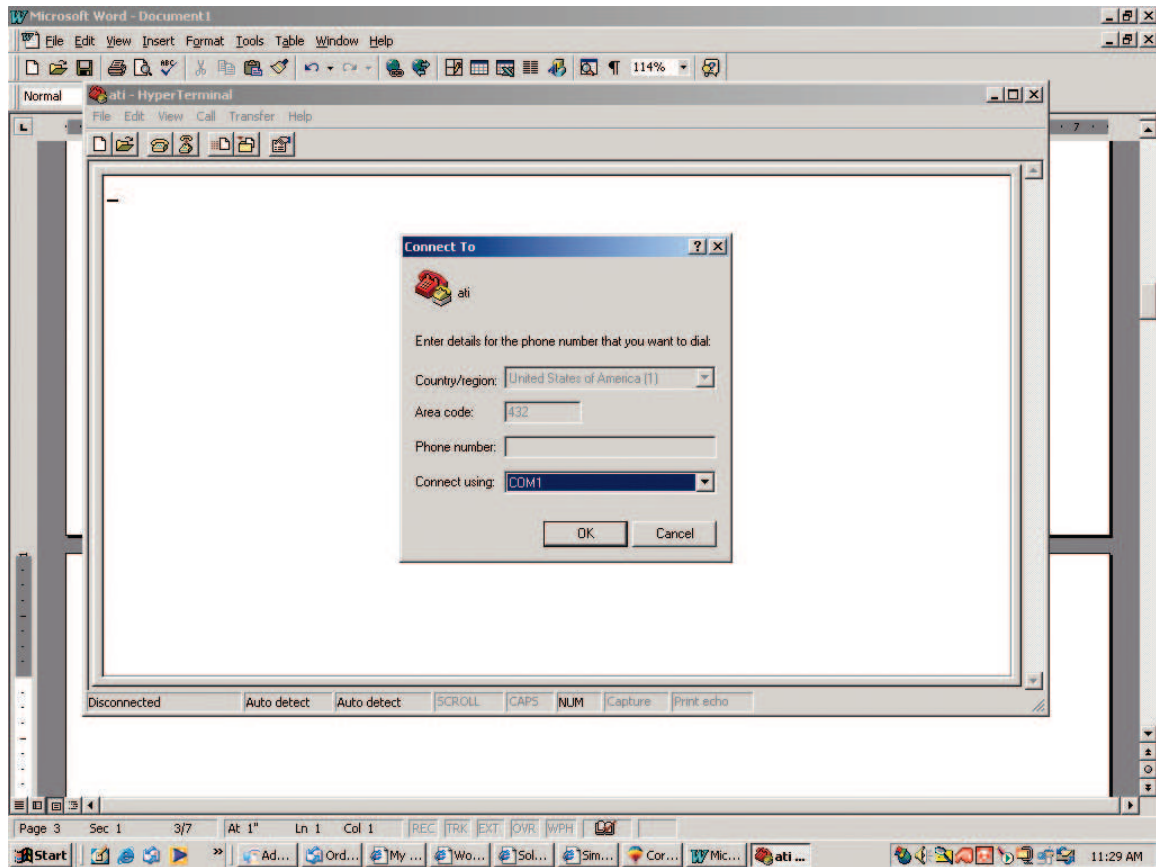 Microsoft Word - Document1
File Edit View Insert Format Tools Table Window Help
ABC
114%
Normal
ati - HyperTerminal
File Edit View Call Transfer Help
7
Connect To
ati
Enter details for the phone number that you want to dial:
Country/region: United States of America (1)
Area code: 432
Phone number:
Connect using: COM1
OK Cancel
Disconnected Auto detect Auto detect SCROLL CAPS NUM Capture Print echo
Page 3 Sec 1 3/7 At 1" Ln 1 Col 1 REC TRK EXT OVR WPH
Start » Ad... Ord... My ... Wo... Sol... Sim... Cor... Mic... ati ... 11:29 AM